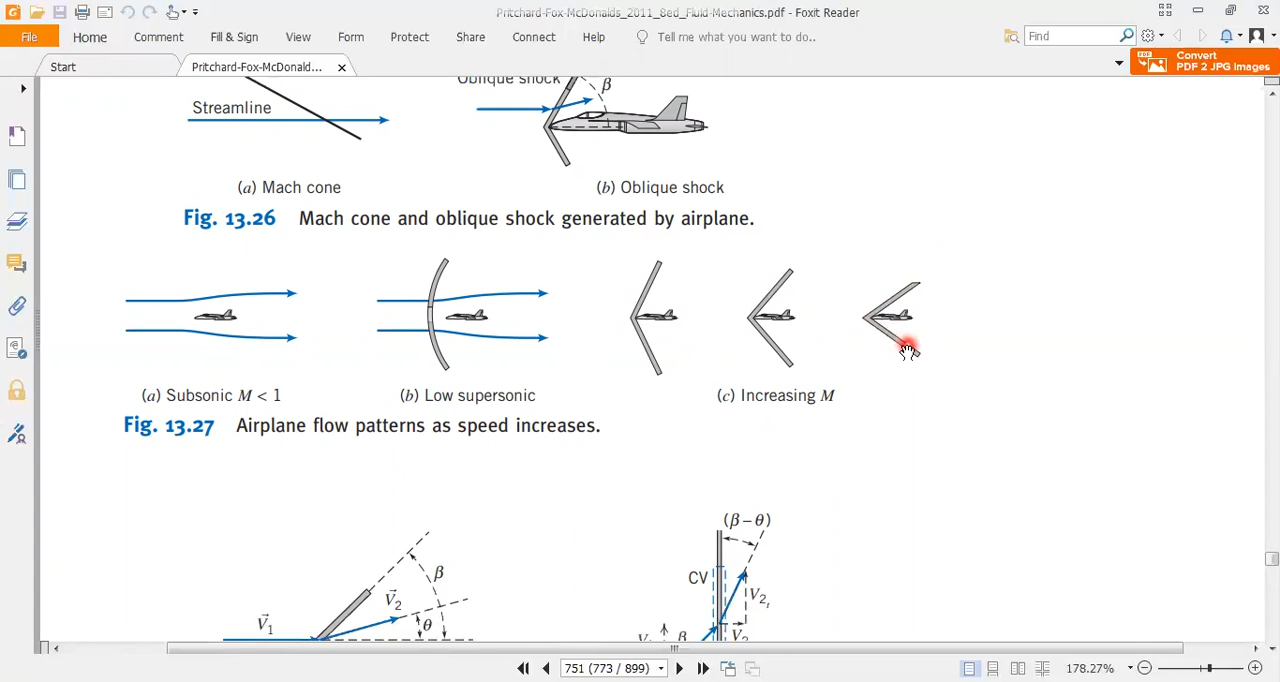 Pritchard-Fox-McDonalds_2011_8ed_Fluid-Mechanics.pdf - Foxit Reader
File Home Comment Fill & Sign View Form Protect Share Connect Help Tell me what you want to do.. Find
Start Pritchard-Fox-McDonald...
Convert
PDF 2 JPG Images
Oblique shock
β
Streamline
(a) Mach cone
(b) Oblique shock
Fig. 13.26 Mach cone and oblique shock generated by airplane.
(a) Subsonic M < 1
(b) Low supersonic
(c) Increasing M
Fig. 13.27 Airplane flow patterns as speed increases.
(β – θ)
CV
β
V⃗2
V⃗1
θ
V2t
β
751 (773 / 899)
178.27%